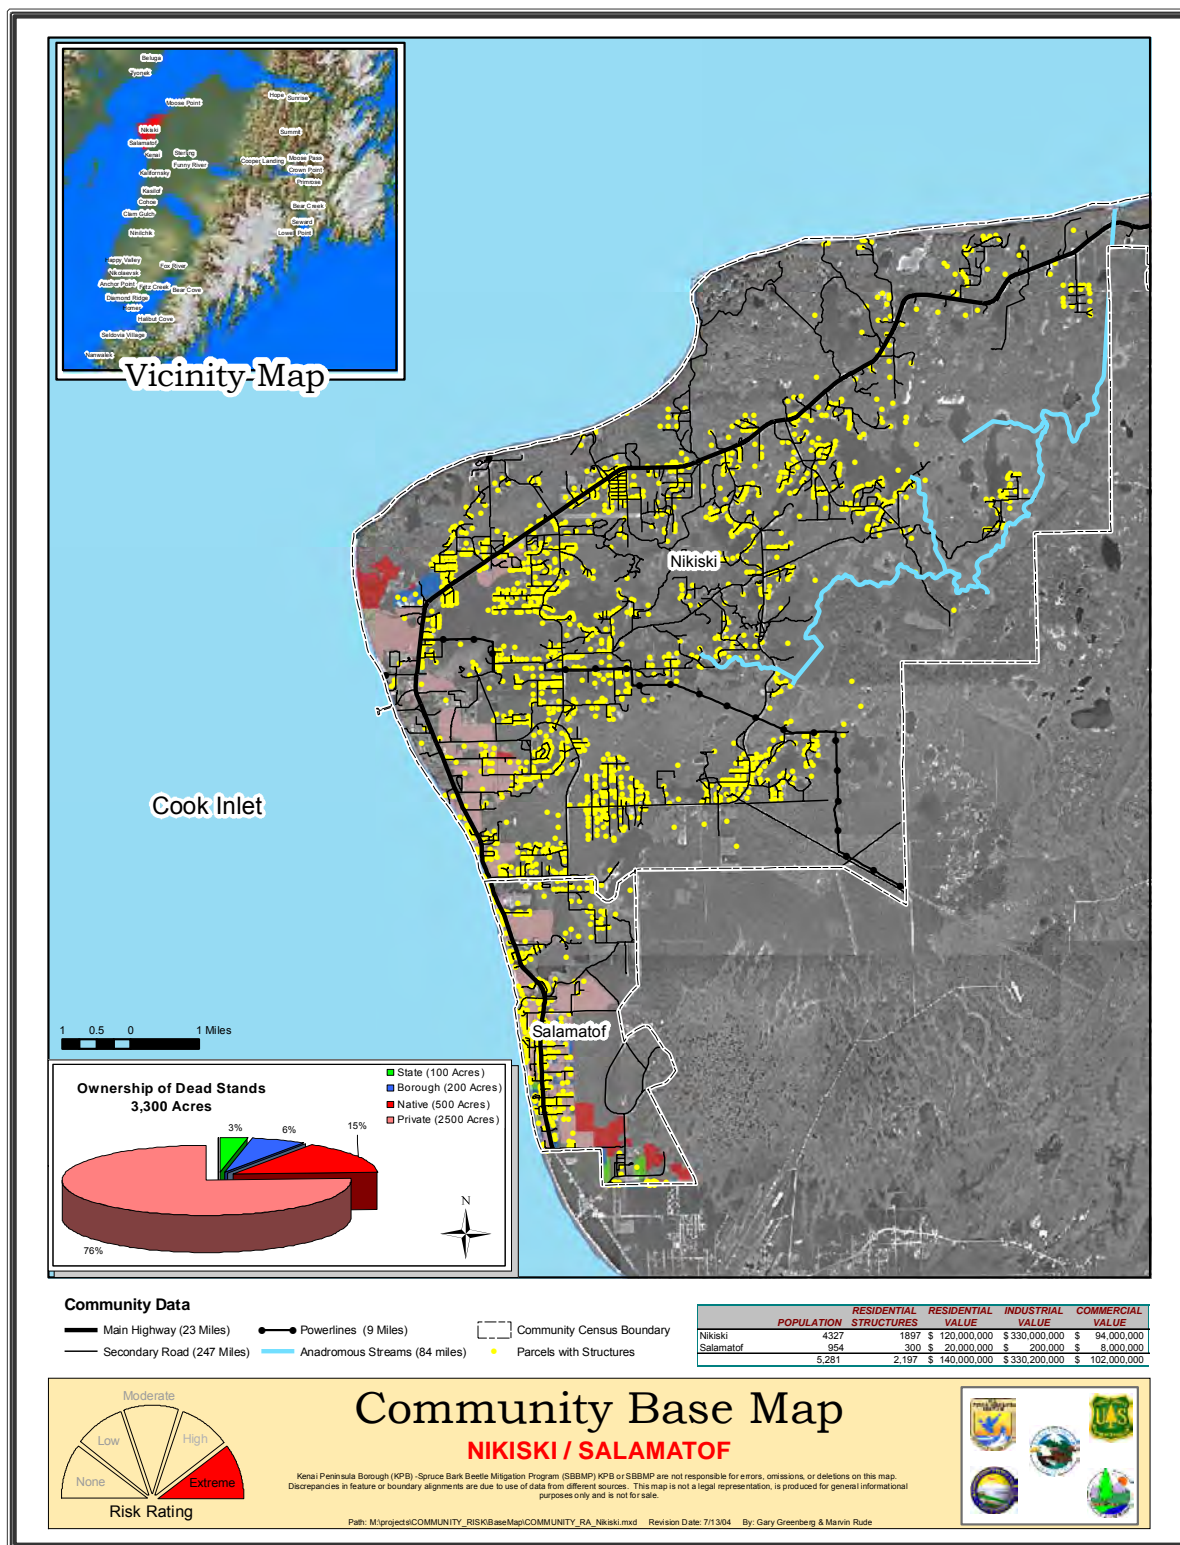 Beluga
Tyonek
Moose Point
Hope
Sunrise
Nikiski
Summit
Salamatof
Kenai
Sterling
Funny River
Cooper Landing
Moose Pass
Crown Point
Kalifornsky
Primrose
Kasilof
Cohoe
Clam Gulch
Bear Creek
Seward
Lowell Point
Ninilchik
Happy Valley
Fox River
Nikolaevsk
Anchor Point
Fritz Creek
Bear Cove
Diamond Ridge
Homer
Halibut Cove
Seldovia Village
Nanwalek
Vicinity Map
Nikiski
Cook Inlet
Salamatof
1 0.5 0 1 Miles
Ownership of Dead Stands
3,300 Acres
State (100 Acres)
Borough (200 Acres)
Native (500 Acres)
Private (2500 Acres)
3%
6%
15%
76%
N
Community Data
Main Highway (23 Miles)
Powerlines (9 Miles)
Community Census Boundary
Secondary Road (247 Miles)
Anadromous Streams (84 miles)
Parcels with Structures
POPULATION RESIDENTIAL STRUCTURES RESIDENTIAL VALUE INDUSTRIAL VALUE COMMERCIAL VALUE
Nikiski 4327 1897 $ 120,000,000 $ 330,000,000 $ 94,000,000
Salamatof 954 300 $ 20,000,000 $ 200,000 $ 8,000,000
5,281 2,197 $ 140,000,000 $ 330,200,000 $ 102,000,000
None
Low
Moderate
High
Extreme
Risk Rating
Community Base Map
NIKISKI / SALAMATOF
Kenai Peninsula Borough (KPB) -Spruce Bark Beetle Mitigation Program (SBBMP) KPB or SBBMP are not responsible for errors, omissions, or deletions on this map.
Discrepancies in feature or boundary alignments are due to use of data from different sources. This map is not a legal representation, is produced for general informational
purposes only and is not for sale.
Path: M:\projects\COMMUNITY_RISK\BaseMap\COMMUNITY_RA_Nikiski.mxd Revision Date: 7/13/04 By: Gary Greenberg & Marvin Rude
UAS